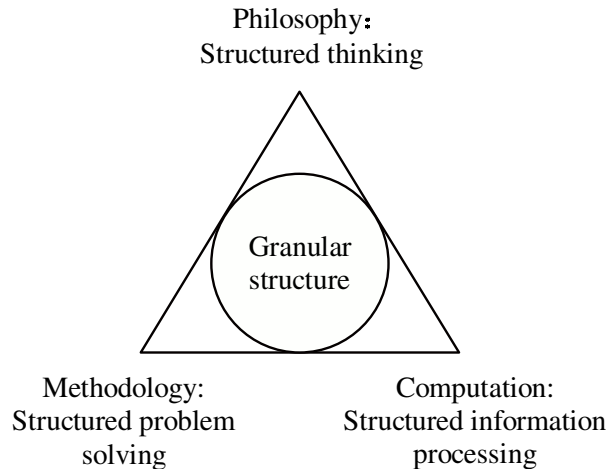 Philosophy:
Structured thinking
Granular
structure
Methodology:
Structured problem
solving
Computation:
Structured information
processing